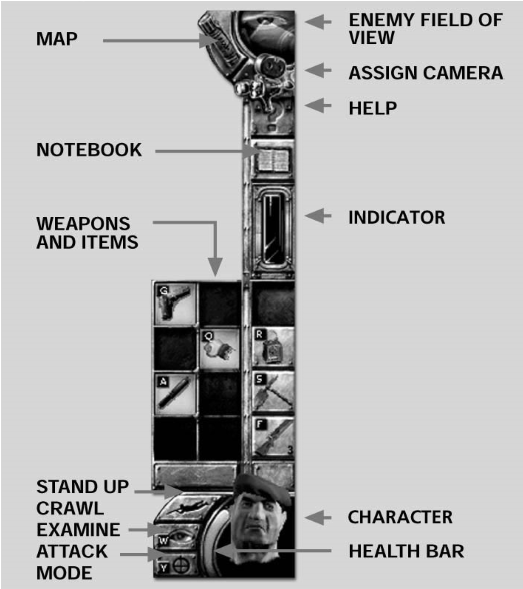 MAP
ENEMY FIELD OF
VIEW
ASSIGN CAMERA
HELP
NOTEBOOK
WEAPONS
AND ITEMS
INDICATOR
G
Q
R
A
S
F
3
STAND UP
CRAWL
EXAMINE
ATTACK
MODE
W
Y
CHARACTER
HEALTH BAR